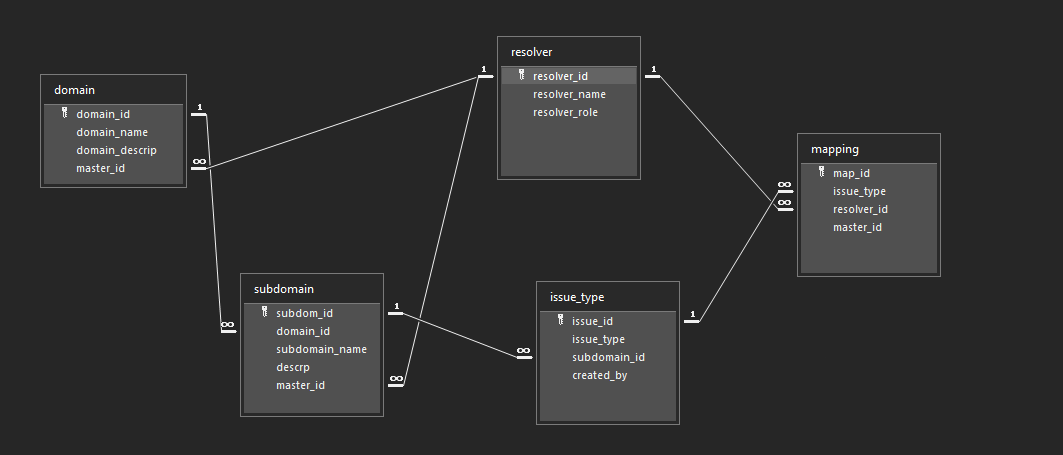 domain
domain_id
domain_name
domain_descrip
master_id
1
∞
resolver
resolver_id
resolver_name
resolver_role
1
1
mapping
map_id
issue_type
resolver_id
master_id
∞
∞
subdomain
subdom_id
domain_id
subdomain_name
descrp
master_id
∞
1
∞
issue_type
issue_id
issue_type
subdomain_id
created_by
∞
1